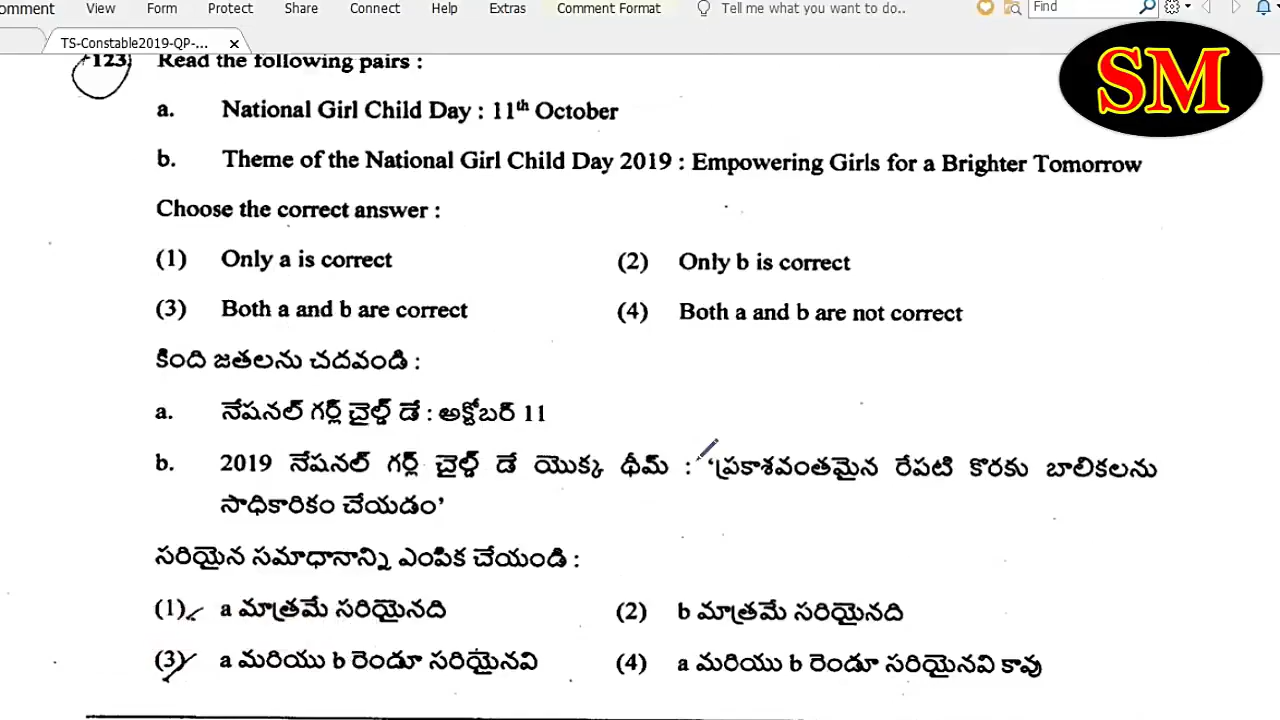 omment View Form Protect Share Connect Help Extras Comment Format Tell me what you want to do.. Find
TS-Constable2019-QP-... x
SM
123) Read the following pairs :
a. National Girl Child Day : 11th October
b. Theme of the National Girl Child Day 2019 : Empowering Girls for a Brighter Tomorrow
Choose the correct answer :
(1) Only a is correct (2) Only b is correct
(3) Both a and b are correct (4) Both a and b are not correct
కింది జతలను చదవండి :
a. నేషనల్ గర్ల్ చైల్డ్ డే : అక్టోబర్ 11
b. 2019 నేషనల్ గర్ల్ చైల్డ్ డే యొక్క థీమ్ : ‘ప్రకాశవంతమైన రేపటి కొరకు బాలికలను
సాధికారికం చేయడం’
సరియైన సమాధానాన్ని ఎంపిక చేయండి :
(1) a మాత్రమే సరియైనది (2) b మాత్రమే సరియైనది
(3) a మరియు b రెండూ సరియైనవి (4) a మరియు b రెండూ సరియైనవి కావు